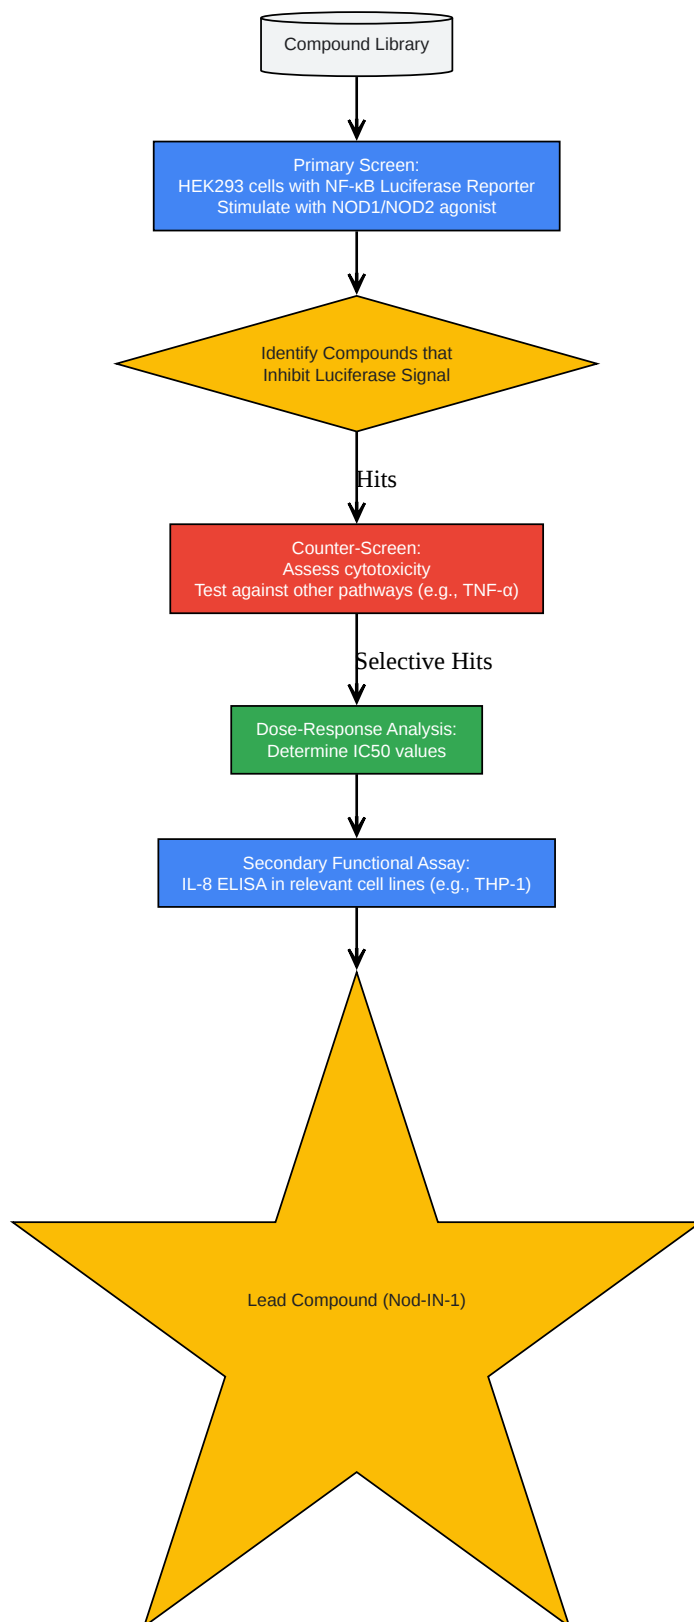 Compound Library
Primary Screen:
HEK293 cells with NF-κB Luciferase Reporter
Stimulate with NOD1/NOD2 agonist
Identify Compounds that
Inhibit Luciferase Signal
Hits
Counter-Screen:
Assess cytotoxicity
Test against other pathways (e.g., TNF-α)
Selective Hits
Dose-Response Analysis:
Determine IC50 values
Secondary Functional Assay:
IL-8 ELISA in relevant cell lines (e.g., THP-1)
Lead Compound (Nod-IN-1)